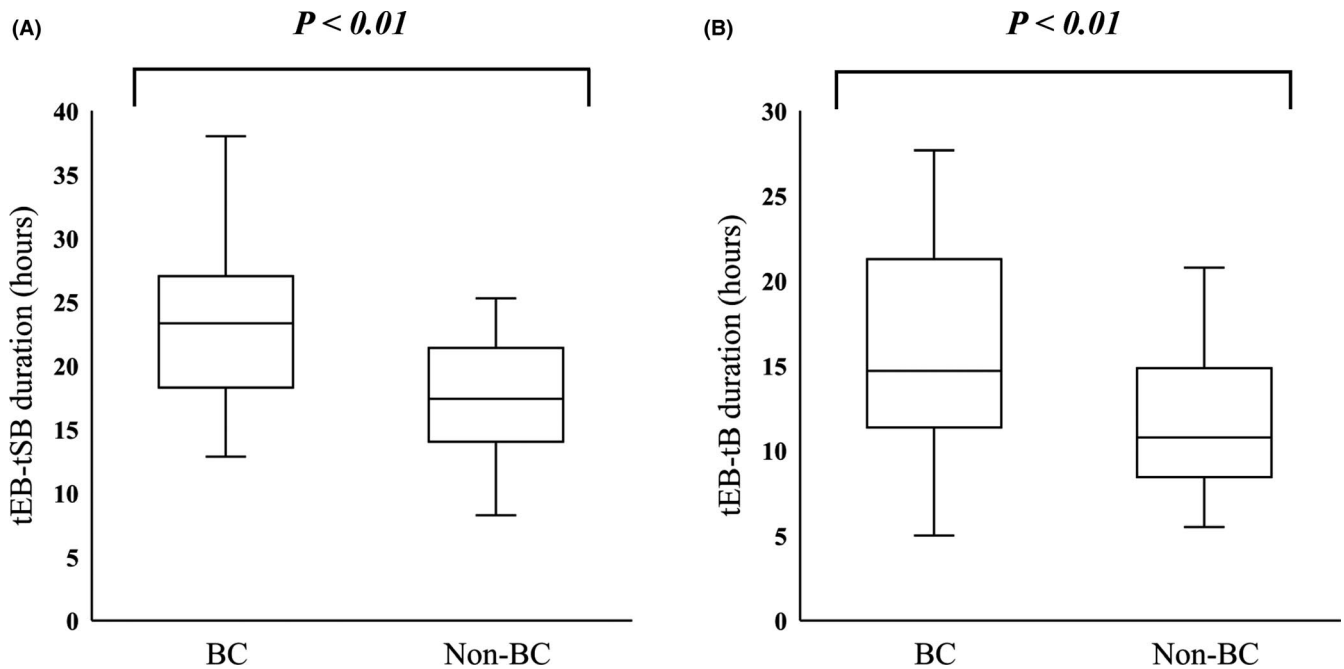 (A)
P < 0.01
tEB-tSB duration (hours)
40
35
30
25
20
15
10
5
0
BC
Non-BC
(B)
P < 0.01
tEB-tB duration (hours)
30
25
20
15
10
5
0
BC
Non-BC